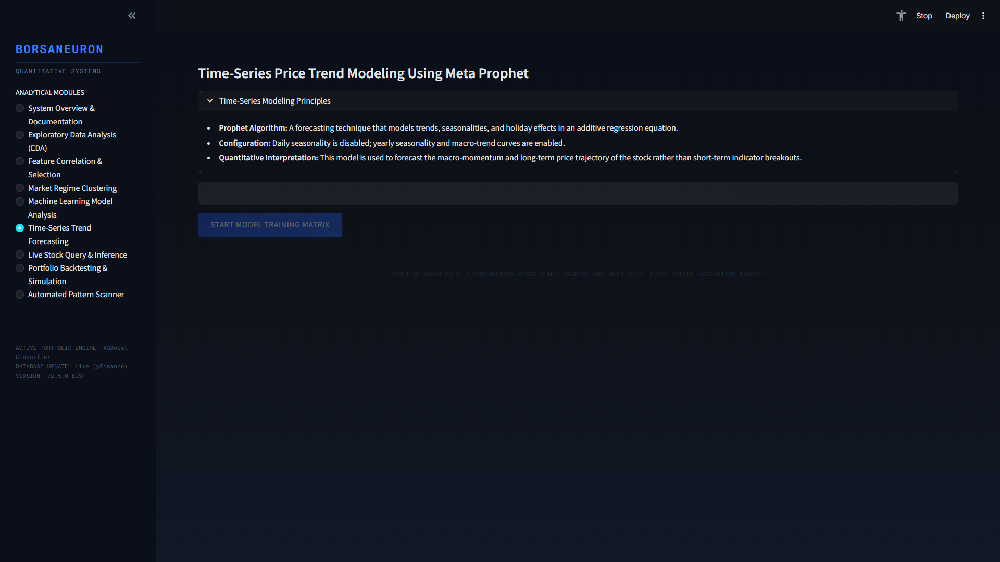 Stop
Deploy
BORSANEURON
QUANTITATIVE SYSTEMS
ANALYTICAL MODULES
System Overview &
Documentation
Exploratory Data Analysis
(EDA)
Feature Correlation &
Selection
Market Regime Clustering
Machine Learning Model
Analysis
Time-Series Trend
Forecasting
Live Stock Query & Inference
Portfolio Backtesting &
Simulation
Automated Pattern Scanner
ACTIVE PORTFOLIO ENGINE: XGBoost
Classifier
DATABASE UPDATE: Live (yFinance)
VERSION: v2.5.0-BIST
Time-Series Price Trend Modeling Using Meta Prophet
Time-Series Modeling Principles
Prophet Algorithm: A forecasting technique that models trends, seasonalities, and holiday effects in an additive regression equation.
Configuration: Daily seasonality is disabled; yearly seasonality and macro-trend curves are enabled.
Quantitative Interpretation: This model is used to forecast the macro-momentum and long-term price trajectory of the stock rather than short-term indicator breakouts.
START MODEL TRAINING MATRIX
YEDİTEPE UNIVERSITY | BORSANEURON ALGORITHMIC TRADING AND ARTIFICIAL INTELLIGENCE GRADUATION PROJECT